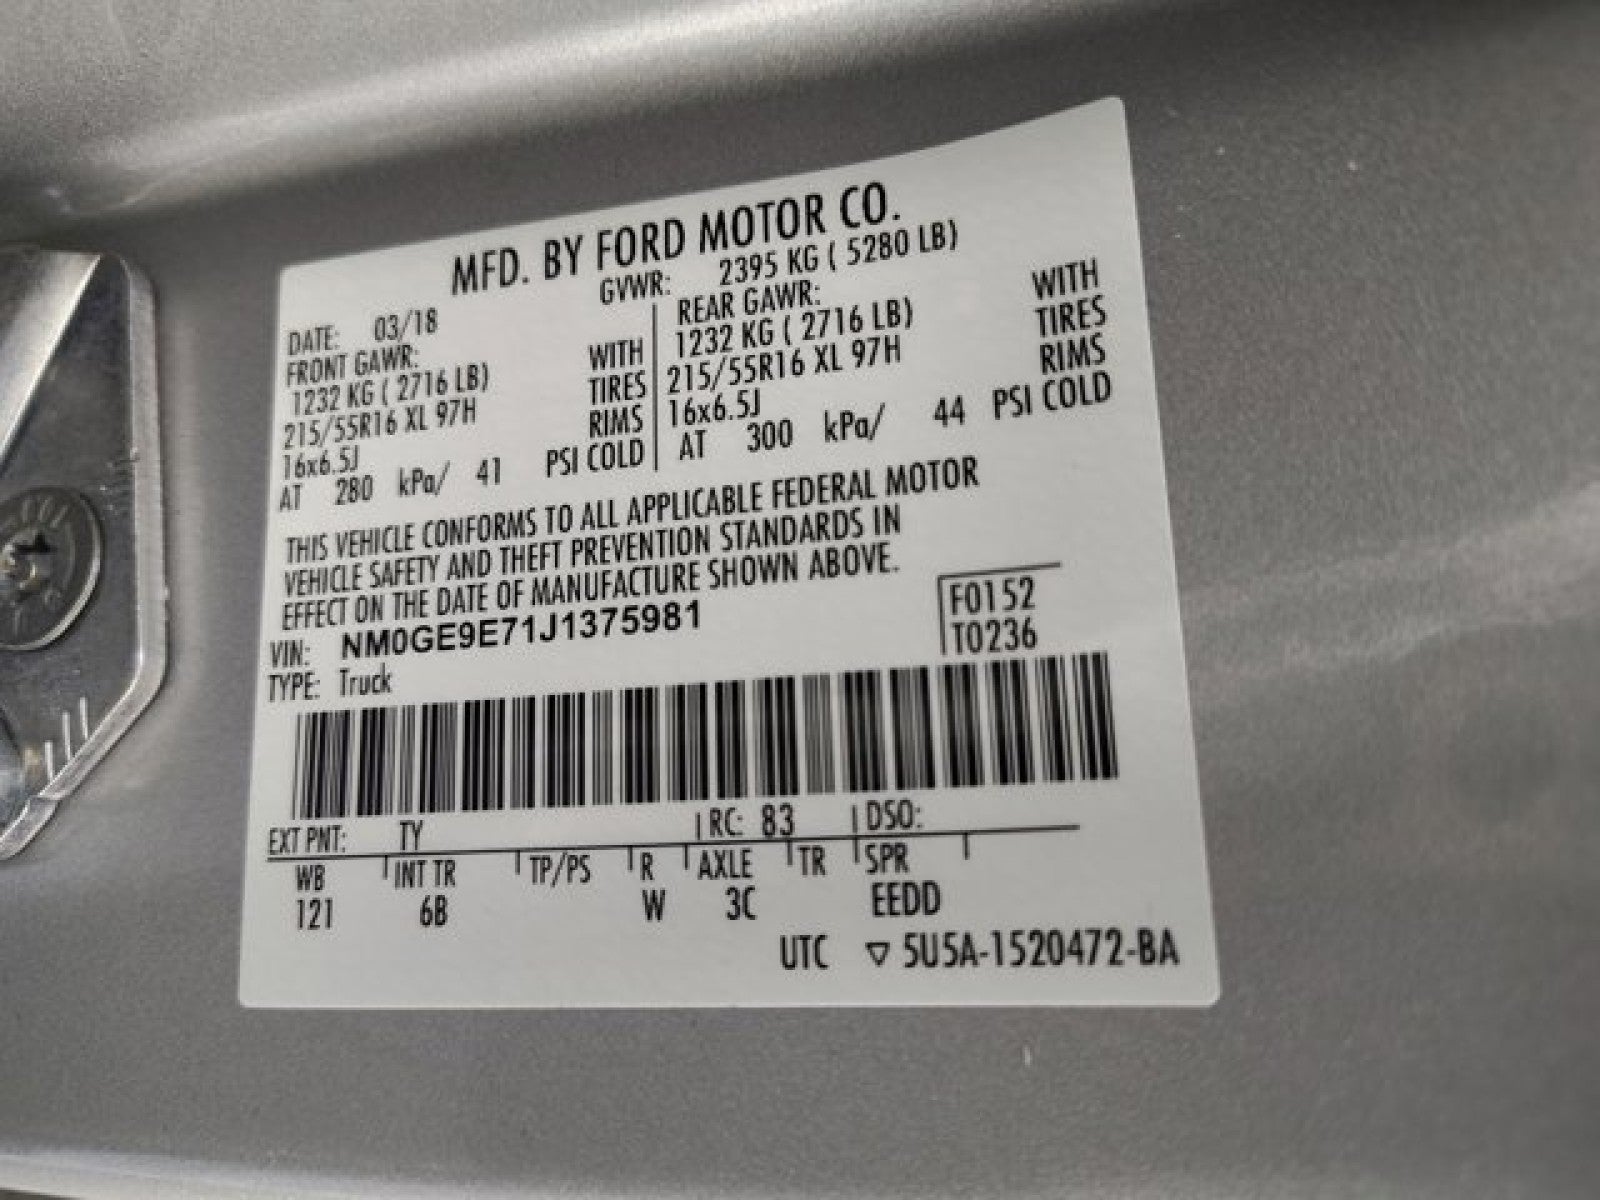 MFD. BY FORD MOTOR CO.
DATE: 03/18 GVWR: 2395 KG ( 5280 LB)
FRONT GAWR: REAR GAWR:
1232 KG ( 2716 LB) WITH 1232 KG ( 2716 LB) WITH
215/55R16 XL 97H TIRES 215/55R16 XL 97H TIRES
16x6.5J RIMS 16x6.5J RIMS
AT 280 kPa/ 41 PSI COLD AT 300 kPa/ 44 PSI COLD
THIS VEHICLE CONFORMS TO ALL APPLICABLE FEDERAL MOTOR
VEHICLE SAFETY AND THEFT PREVENTION STANDARDS IN
EFFECT ON THE DATE OF MANUFACTURE SHOWN ABOVE.
VIN: NM0GE9E71J1375981 F0152
TYPE: Truck T0236
EXT PNT: TY RC: 83 DSO:
WB INT TR TP/PS R AXLE TR SPR
121 6B W 3C EEDD
UTC ▽ 5U5A-1520472-BA